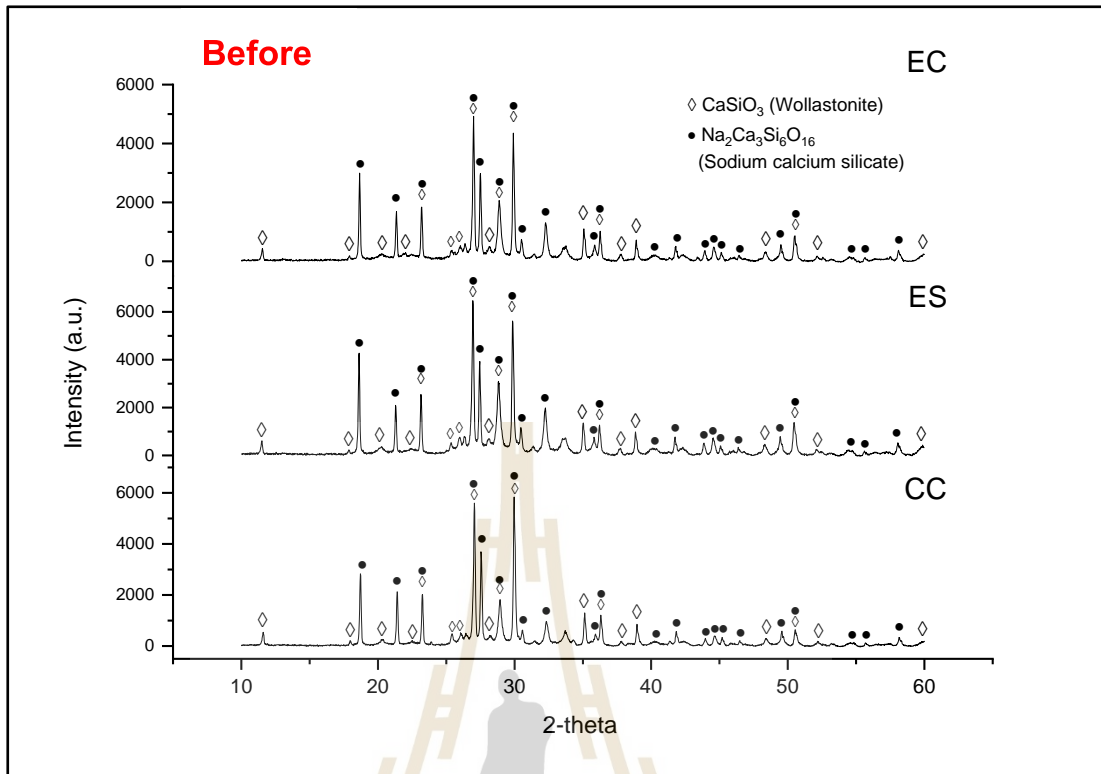 Before
EC
◊ CaSiO₃ (Wollastonite)
● Na₂Ca₃Si₆O₁₆
(Sodium calcium silicate)
6000
4000
2000
0
ES
6000
4000
2000
0
CC
6000
4000
2000
0
Intensity (a.u.)
10 20 30 40 50 60
2-theta